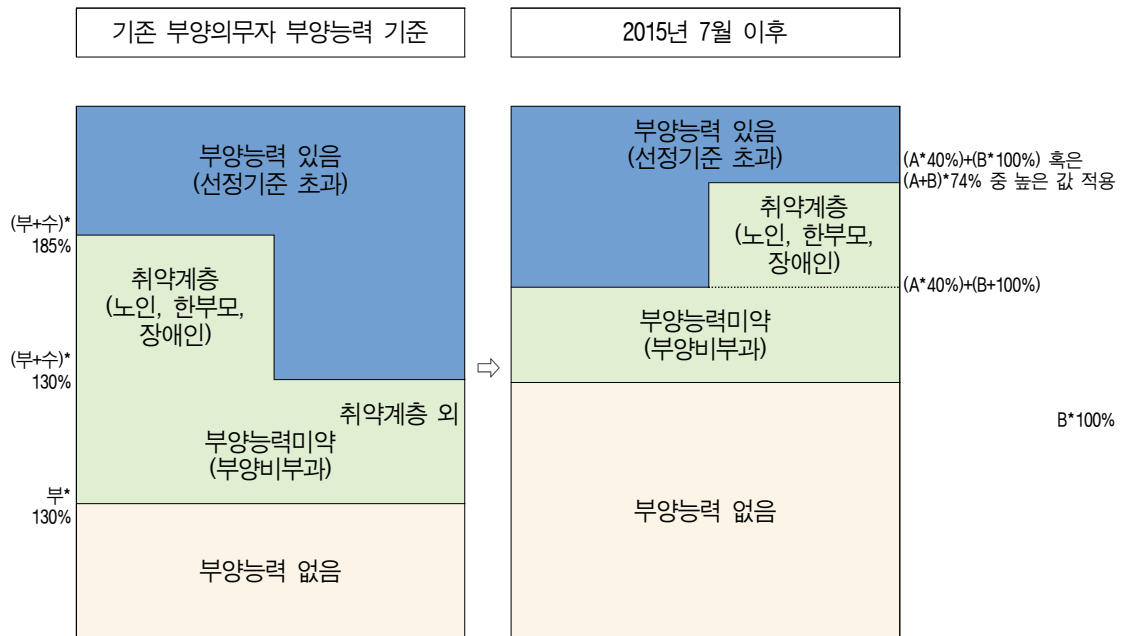 기존 부양의무자 부양능력 기준
2015년 7월 이후
부양능력 있음
(선정기준 초과)
(부+수)*
185%
취약계층
(노인, 한부모,
장애인)
(부+수)*
130%
취약계층 외
부양능력미약
(부양비부과)
부*
130%
부양능력 없음
⇨
부양능력 있음
(선정기준 초과)
(A*40%)+(B*100%) 혹은
(A+B)*74% 중 높은 값 적용
취약계층
(노인, 한부모,
장애인)
(A*40%)+(B+100%)
부양능력미약
(부양비부과)
B*100%
부양능력 없음